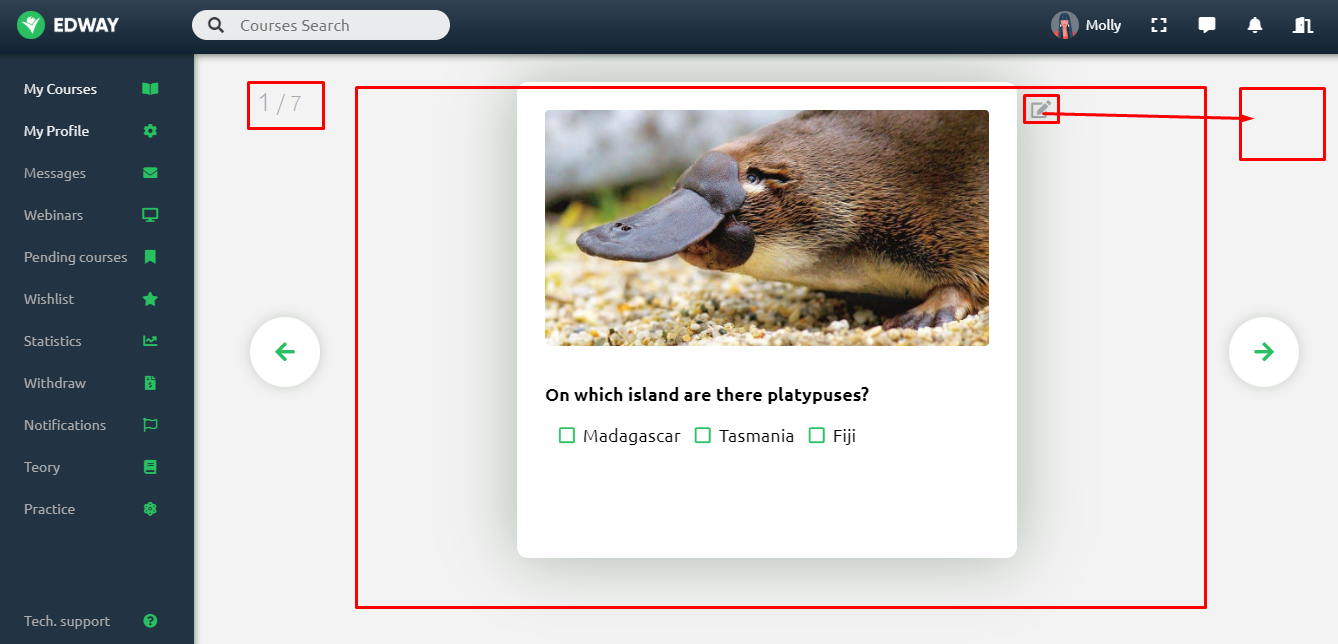 EDWAY
Courses Search
Molly
My Courses
My Profile
Messages
Webinars
Pending courses
Wishlist
Statistics
Withdraw
Notifications
Teory
Practice
Tech. support
1 / 7
On which island are there platypuses?
Madagascar Tasmania Fiji